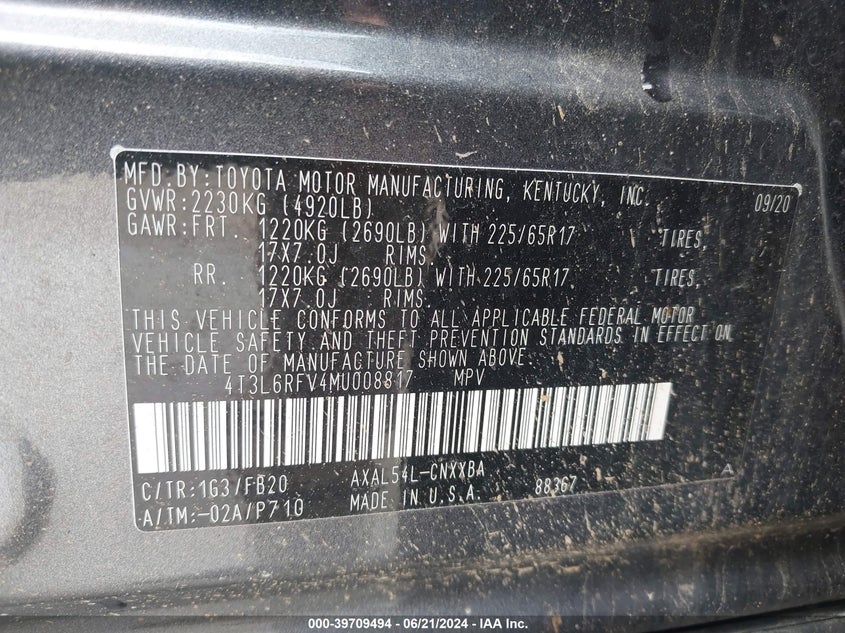 MFD.BY:TOYOTA MOTOR MANUFACTURING, KENTUCKY, INC. 09/20
GVWR:2230KG (4920LB)
GAWR:FRT. 1220KG (2690LB) WITH 225/65R17 TIRES,
17X7.0J RIMS.
RR. 1220KG (2690LB) WITH 225/65R17 TIRES,
17X7.0J RIMS.
THIS VEHICLE CONFORMS TO ALL APPLICABLE FEDERAL MOTOR
VEHICLE SAFETY AND THEFT PREVENTION STANDARDS IN EFFECT ON
THE DATE OF MANUFACTURE SHOWN ABOVE.
4T3L6RFV4MU008817 MPV
C/TR:1G3/FB20 AXAL54L-CNXXBA A
A/TM:-02A/P710 MADE IN U.S.A. 88367
000-39709494 - 06/21/2024 - IAA Inc.